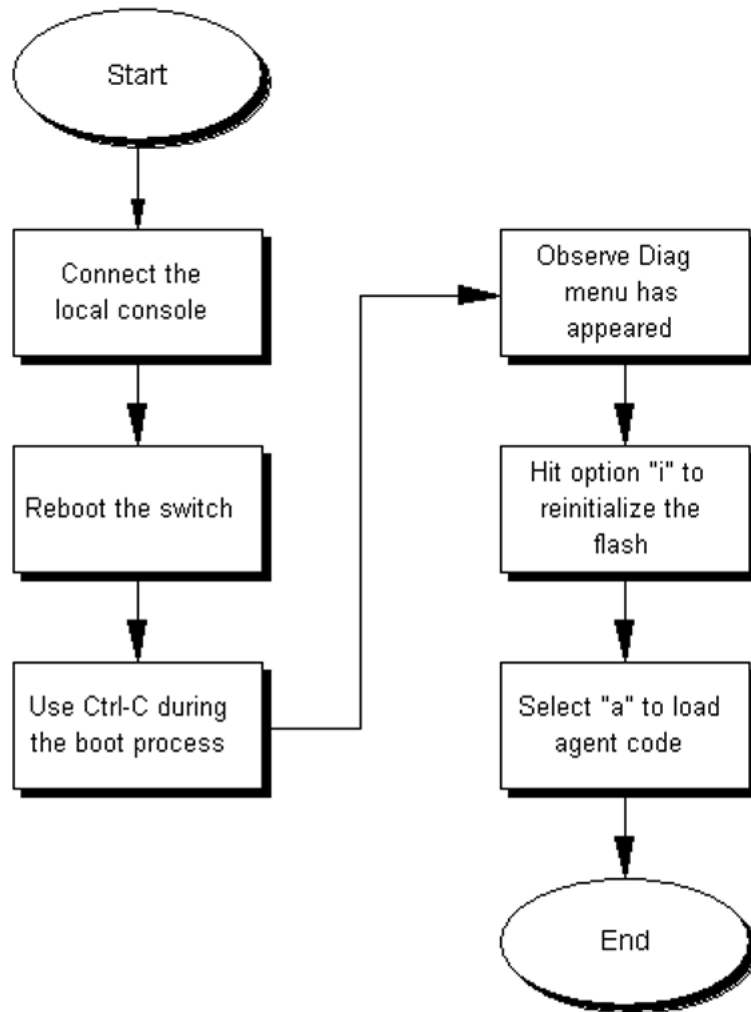 Start
Connect the
local console
Reboot the switch
Use Ctrl-C during
the boot process
Observe Diag
menu has
appeared
Hit option "i" to
reinitialize the
flash
Select "a" to load
agent code
End